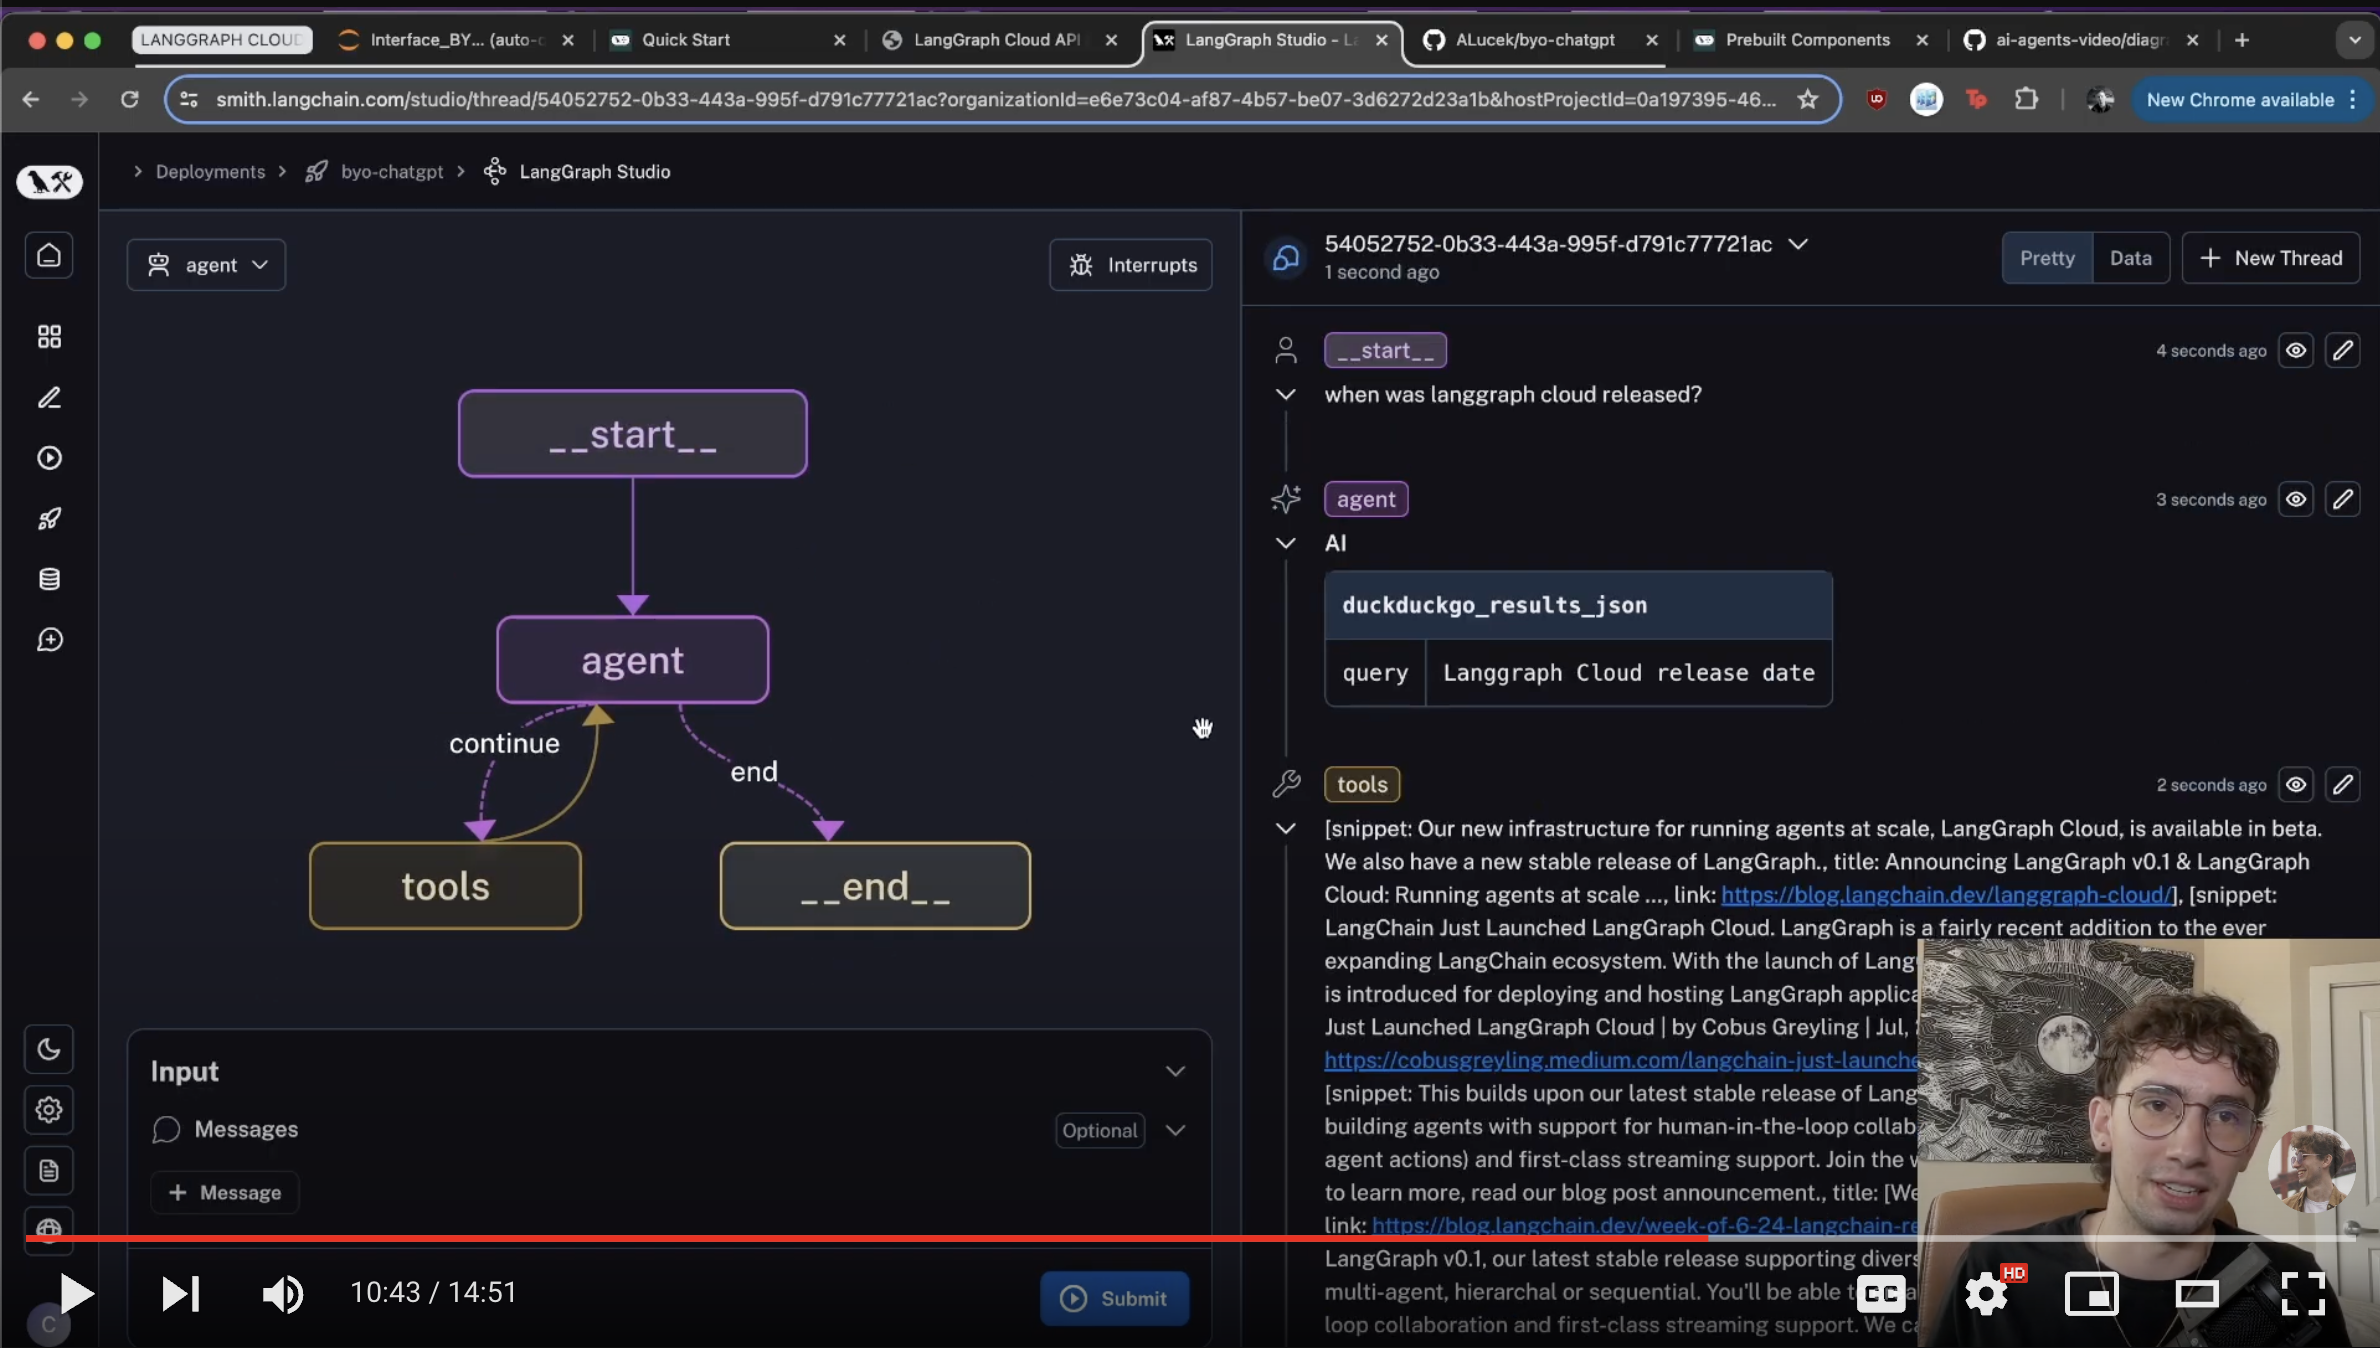 LANGGRAPH CLOUD
Interface_BY... (auto-c
Quick Start
LangGraph Cloud API
LangGraph Studio - La
ALucek/byo-chatgpt
Prebuilt Components
ai-agents-video/diagr
smith.langchain.com/studio/thread/54052752-0b33-443a-995f-d791c77721ac?organizationId=e6e73c04-af87-4b57-be07-3d6272d23a1b&hostProjectId=0a197395-46...
New Chrome available
Deployments
byo-chatgpt
LangGraph Studio
agent
Interrupts
__start__
agent
continue
end
tools
__end__
Input
Messages
Optional
+ Message
Submit
54052752-0b33-443a-995f-d791c77721ac
1 second ago
Pretty
Data
+ New Thread
__start__
4 seconds ago
when was langgraph cloud released?
agent
3 seconds ago
AI
duckduckgo_results_json
query Langgraph Cloud release date
tools
2 seconds ago
[snippet: Our new infrastructure for running agents at scale, LangGraph Cloud, is available in beta.
We also have a new stable release of LangGraph., title: Announcing LangGraph v0.1 & LangGraph
Cloud: Running agents at scale ..., link: https://blog.langchain.dev/langgraph-cloud/], [snippet:
LangChain Just Launched LangGraph Cloud. LangGraph is a fairly recent addition to the ever
expanding LangChain ecosystem. With the launch of Lang
is introduced for deploying and hosting LangGraph applica
Just Launched LangGraph Cloud | by Cobus Greyling | Jul,
https://cobusgreyling.medium.com/langchain-just-launche
[snippet: This builds upon our latest stable release of Lang
building agents with support for human-in-the-loop collab
agent actions) and first-class streaming support. Join the w
to learn more, read our blog post announcement., title: [We
link: https://blog.langchain.dev/week-of-6-24-langchain-re
LangGraph v0.1, our latest stable release supporting divers
multi-agent, hierarchal or sequential. You'll be able t
loop collaboration and first-class streaming support. We ca
C
10:43 / 14:51
CC
HD